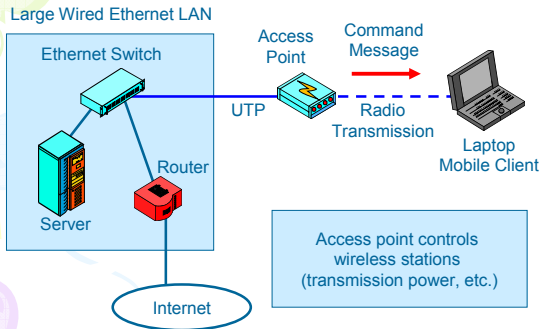 Large Wired Ethernet LAN
Ethernet Switch
Access
Point
Command
Message
UTP
Radio
Transmission
Laptop
Mobile Client
Router
Server
Access point controls
wireless stations
(transmission power, etc.)
Internet